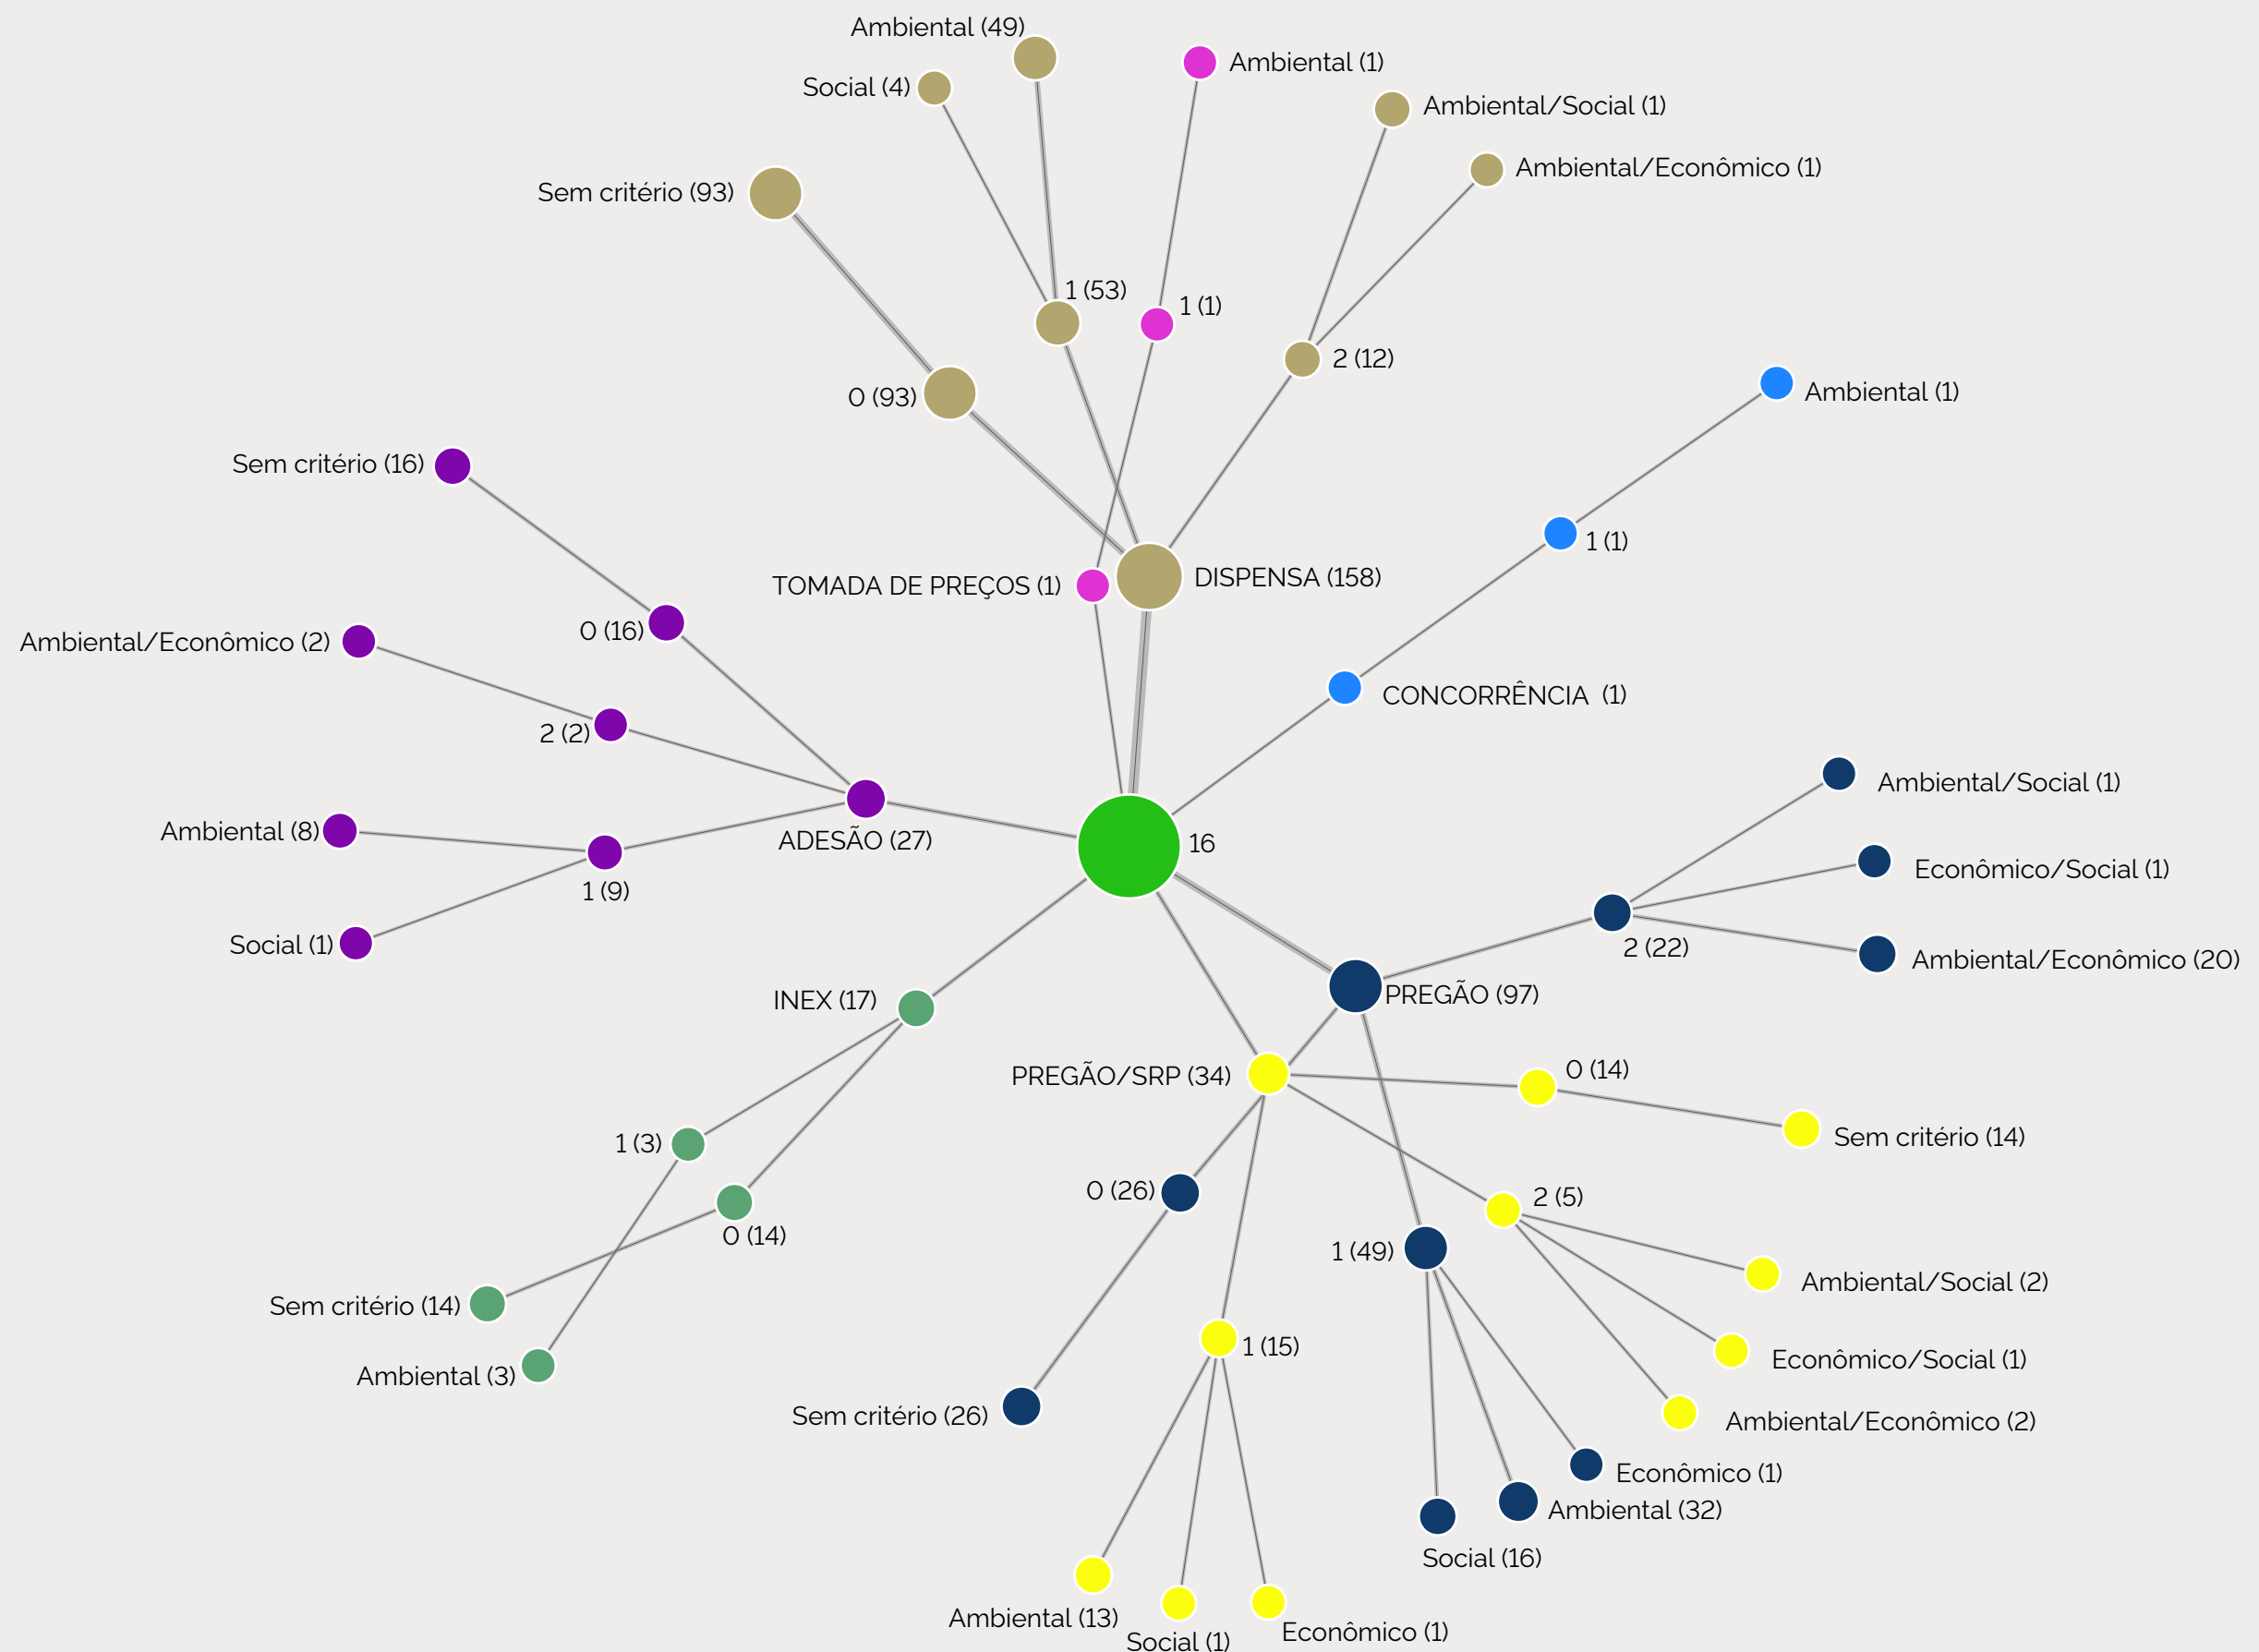 Ambiental (49)
Ambiental (1)
Social (4)
Ambiental/Social (1)
Ambiental/Econômico (1)
Sem critério (93)
1 (53)
1 (1)
2 (12)
0 (93)
Ambiental (1)
Sem critério (16)
1 (1)
TOMADA DE PREÇOS (1)
DISPENSA (158)
0 (16)
Ambiental/Econômico (2)
CONCORRÊNCIA (1)
2 (2)
Ambiental/Social (1)
Ambiental (8)
ADESÃO (27)
16
Econômico/Social (1)
1 (9)
Social (1)
2 (22)
Ambiental/Econômico (20)
INEX (17)
PREGÃO (97)
PREGÃO/SRP (34)
0 (14)
1 (3)
Sem critério (14)
0 (26)
2 (5)
0 (14)
1 (49)
Ambiental/Social (2)
Sem critério (14)
1 (15)
Econômico/Social (1)
Ambiental (3)
Sem critério (26)
Ambiental/Econômico (2)
Econômico (1)
Ambiental (32)
Social (16)
Ambiental (13)
Social (1)
Econômico (1)